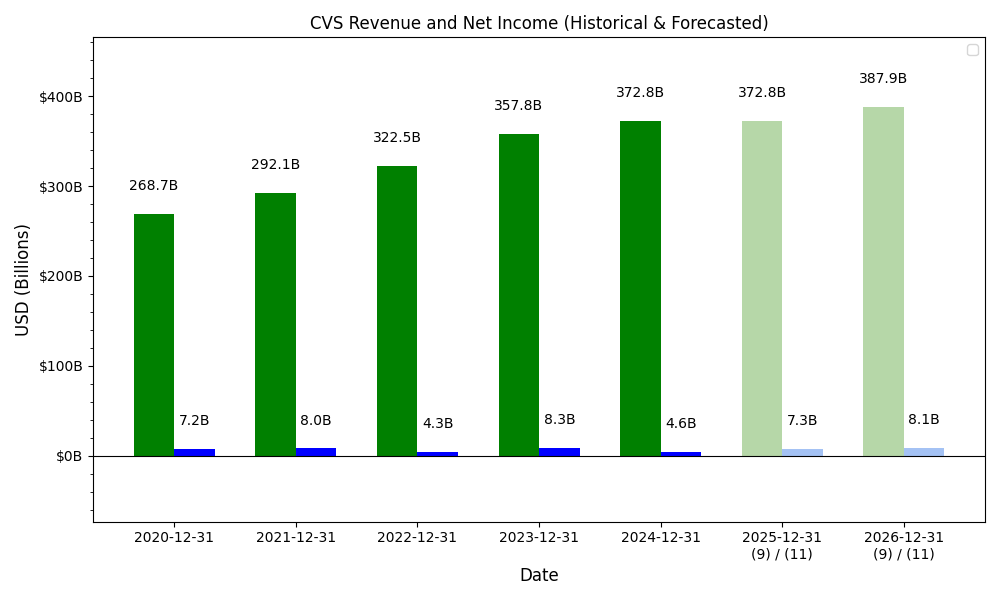 CVS Revenue and Net Income (Historical & Forecasted)
USD (Billions)
$400B
$300B
$200B
$100B
$0B
268.7B
7.2B
292.1B
8.0B
322.5B
4.3B
357.8B
8.3B
372.8B
4.6B
372.8B
7.3B
387.9B
8.1B
2020-12-31
2021-12-31
2022-12-31
2023-12-31
2024-12-31
2025-12-31
(9) / (11)
2026-12-31
(9) / (11)
Date